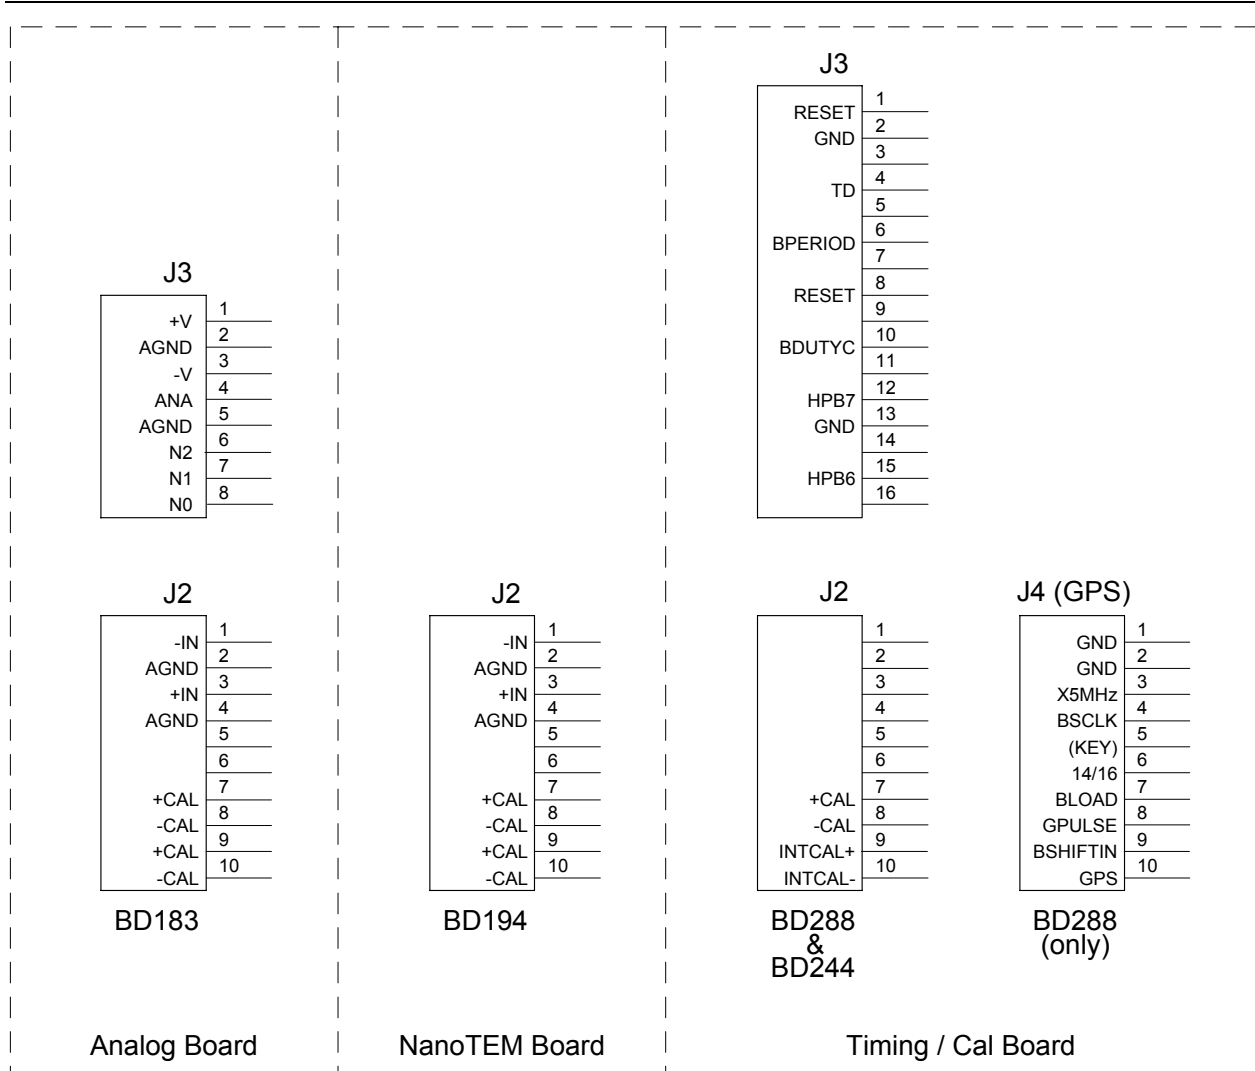 J3
RESET 1
GND 2
3
TD 4
5
BPERIOD 6
7
RESET 8
9
BDUTYC 10
11
HPB7 12
GND 13
14
HPB6 15
16
J3
+V 1
AGND 2
-V 3
ANA 4
AGND 5
N2 6
N1 7
N0 8
J2
-IN 1
AGND 2
+IN 3
AGND 4
5
6
+CAL 7
-CAL 8
+CAL 9
-CAL 10
BD183
J2
-IN 1
AGND 2
+IN 3
AGND 4
5
6
+CAL 7
-CAL 8
+CAL 9
-CAL 10
BD194
J2
1
2
3
4
5
6
+CAL 7
-CAL 8
INTCAL+ 9
INTCAL- 10
BD288
&
BD244
J4 (GPS)
GND 1
GND 2
X5MHz 3
BSCLK 4
(KEY) 5
14/16 6
BLOAD 7
GPULSE 8
BSHIFTIN 9
GPS 10
BD288
(only)
Analog Board
NanoTEM Board
Timing / Cal Board